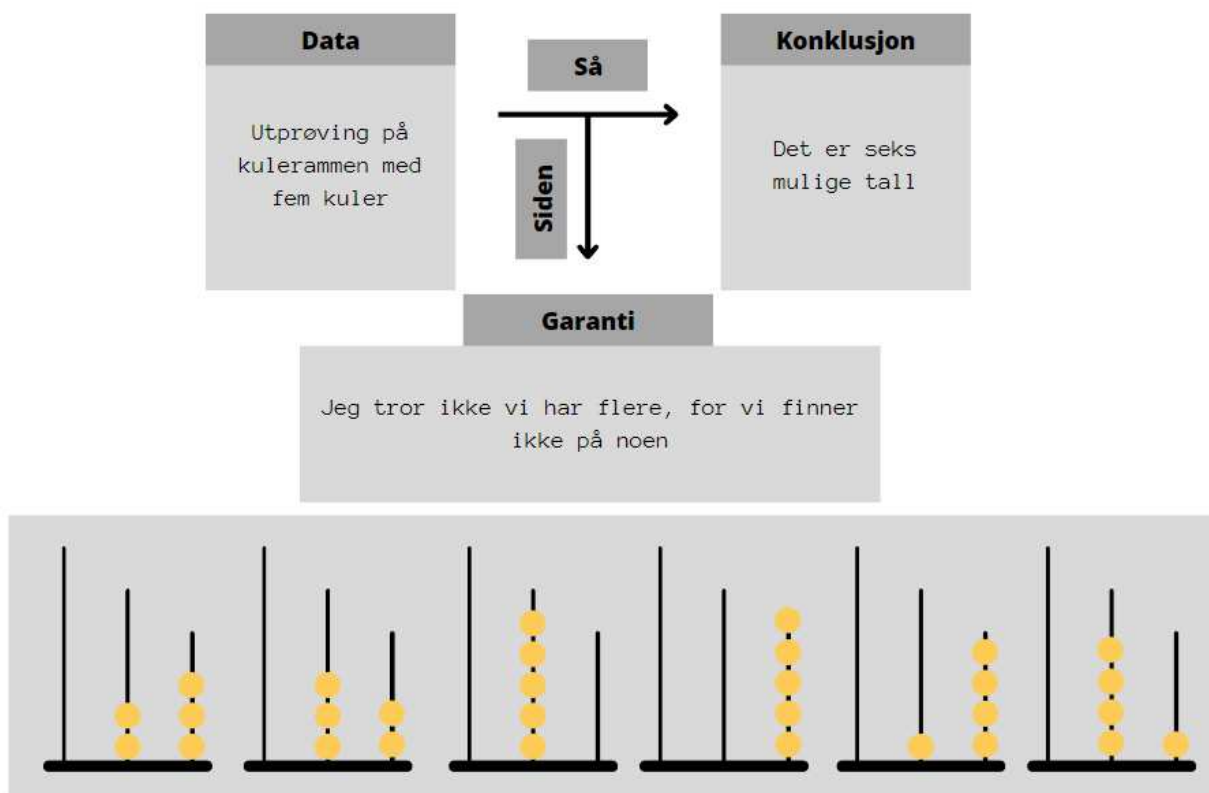 Data
Så
Konklusjon
Utprøving på
kulerammen med
fem kuler
Siden
Det er seks
mulige tall
Garanti
Jeg tror ikke vi har flere, for vi finner
ikke på noen